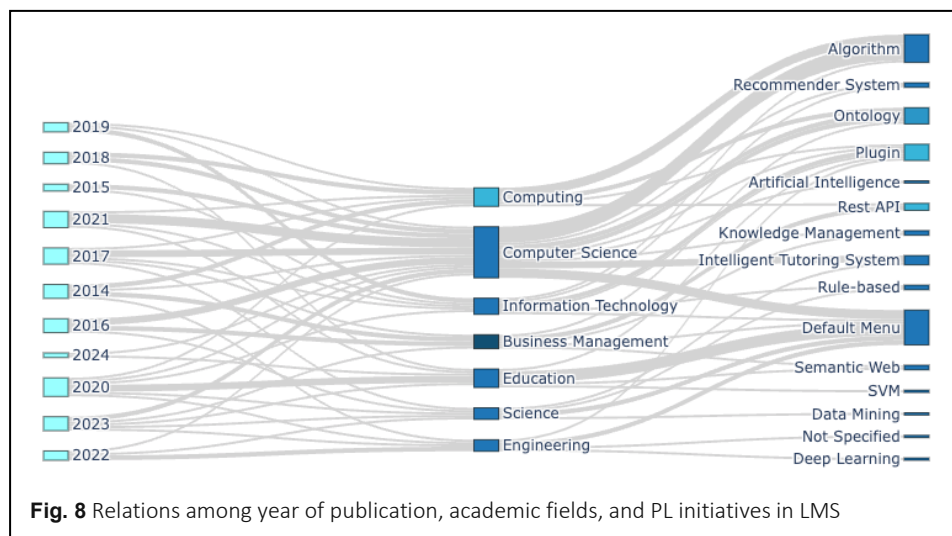 2019
2018
2015
2021
2017
2014
2016
2024
2020
2023
2022
Computing
Computer Science
Information Technology
Business Management
Education
Science
Engineering
Algorithm
Recommender System
Ontology
Plugin
Artificial Intelligence
Rest API
Knowledge Management
Intelligent Tutoring System
Rule-based
Default Menu
Semantic Web
SVM
Data Mining
Not Specified
Deep Learning
Fig. 8 Relations among year of publication, academic fields, and PL initiatives in LMS